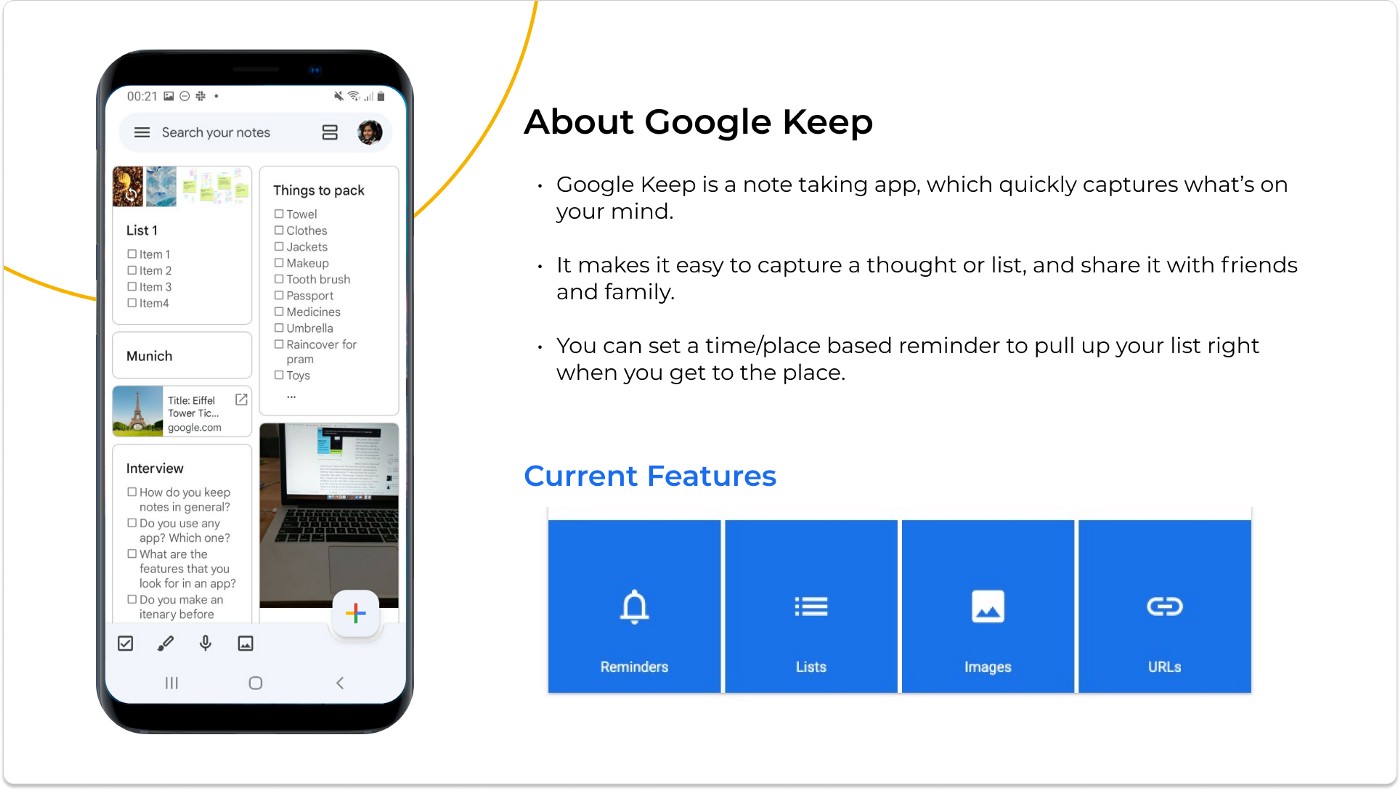 00:21
Search your notes
List 1
Item 1
Item 2
Item 3
Item4
Munich
Title: Eiffel
Tower Tic...
google.com
Interview
How do you keep
notes in general?
Do you use any
app? Which one?
What are the
features that you
look for in an app?
Do you make an
itenary before
Things to pack
Towel
Clothes
Jackets
Makeup
Tooth brush
Passport
Medicines
Umbrella
Raincover for
pram
Toys
...
About Google Keep
• Google Keep is a note taking app, which quickly captures what’s on
your mind.
• It makes it easy to capture a thought or list, and share it with friends
and family.
• You can set a time/place based reminder to pull up your list right
when you get to the place.
Current Features
Reminders
Lists
Images
URLs